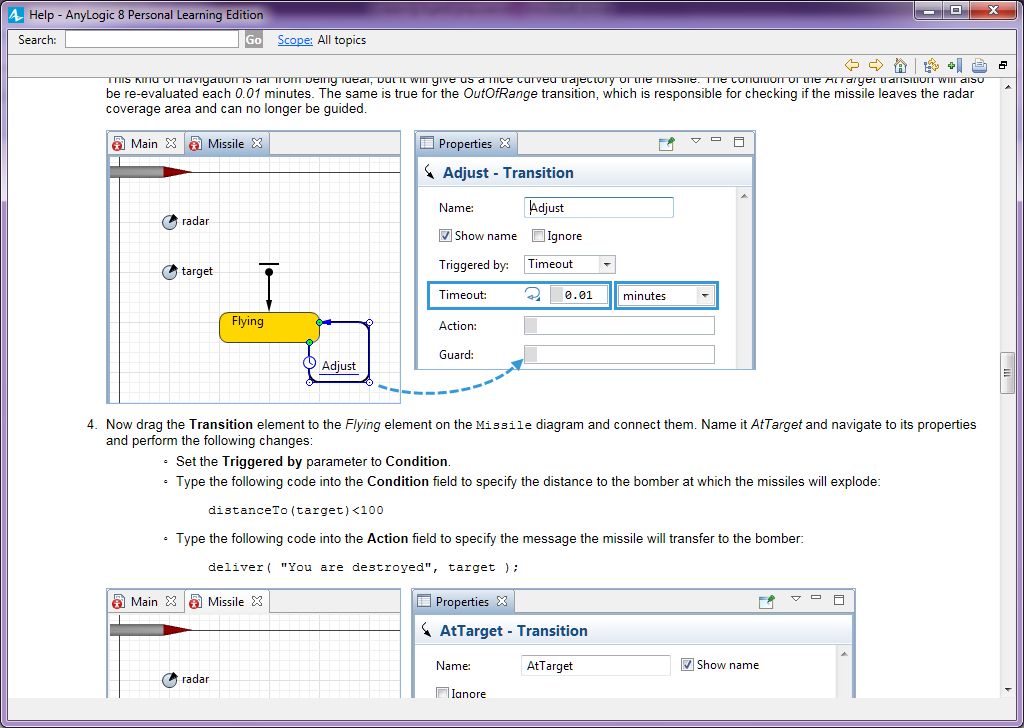 Help - AnyLogic 8 Personal Learning Edition
Search: Go Scope: All topics
This kind of navigation is far from being ideal, but it will give us a nice curved trajectory of the missile. The condition of the AtTarget transition will also
be re-evaluated each 0.01 minutes. The same is true for the OutOfRange transition, which is responsible for checking if the missile leaves the radar
coverage area and can no longer be guided.
Main Missile
radar
target
Flying
Adjust
Properties
Adjust - Transition
Name: Adjust
Show name Ignore
Triggered by: Timeout
Timeout: 0.01 minutes
Action:
Guard:
4. Now drag the Transition element to the Flying element on the Missile diagram and connect them. Name it AtTarget and navigate to its properties
and perform the following changes:
◦ Set the Triggered by parameter to Condition.
◦ Type the following code into the Condition field to specify the distance to the bomber at which the missiles will explode:
distanceTo(target)<100
◦ Type the following code into the Action field to specify the message the missile will transfer to the bomber:
deliver( "You are destroyed", target );
Main Missile
radar
Properties
AtTarget - Transition
Name: AtTarget Show name
Ignore